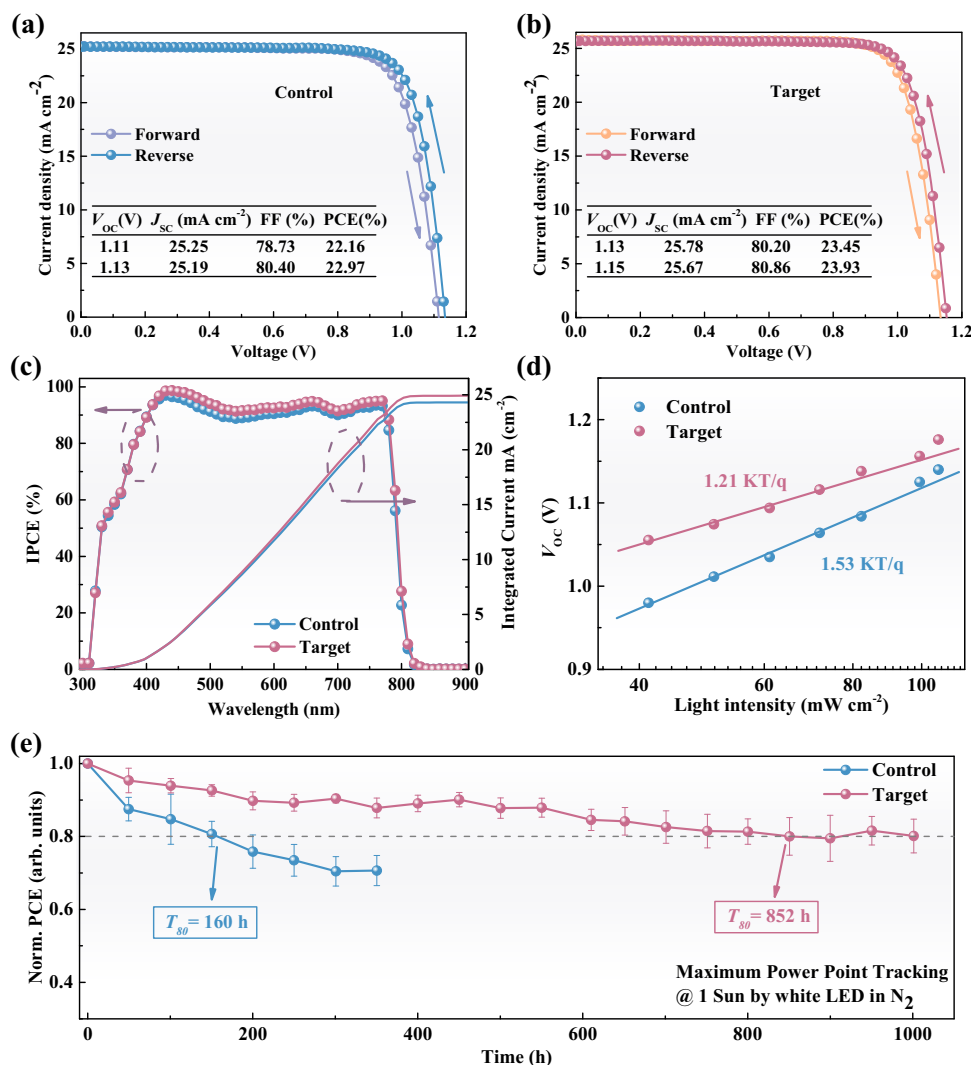 (a)
Current density (mA cm-2)
25
20
15
10
5
0
Control
Forward
Reverse
VOC(V) JSC (mA cm-2) FF (%) PCE(%)
1.11 25.25 78.73 22.16
1.13 25.19 80.40 22.97
0.0 0.2 0.4 0.6 0.8 1.0 1.2
Voltage (V)
(b)
Current density (mA cm-2)
25
20
15
10
5
0
Target
Forward
Reverse
VOC(V) JSC (mA cm-2) FF (%) PCE(%)
1.13 25.78 80.20 23.45
1.15 25.67 80.86 23.93
0.0 0.2 0.4 0.6 0.8 1.0 1.2
Voltage (V)
(c)
IPCE (%)
100
80
60
40
20
0
Control
Target
25
20
15
10
5
0
Integrated Current mA (cm-2)
300 400 500 600 700 800 900
Wavelength (nm)
(d)
VOC (V)
1.2
1.1
1.0
0.9
Control
Target
1.21 KT/q
1.53 KT/q
40 60 80 100
Light intensity (mW cm-2)
(e)
Norm. PCE (arb. units)
1.0
0.8
0.6
0.4
Control
Target
T80= 160 h
T80= 852 h
Maximum Power Point Tracking
@ 1 Sun by white LED in N2
0 200 400 600 800 1000
Time (h)